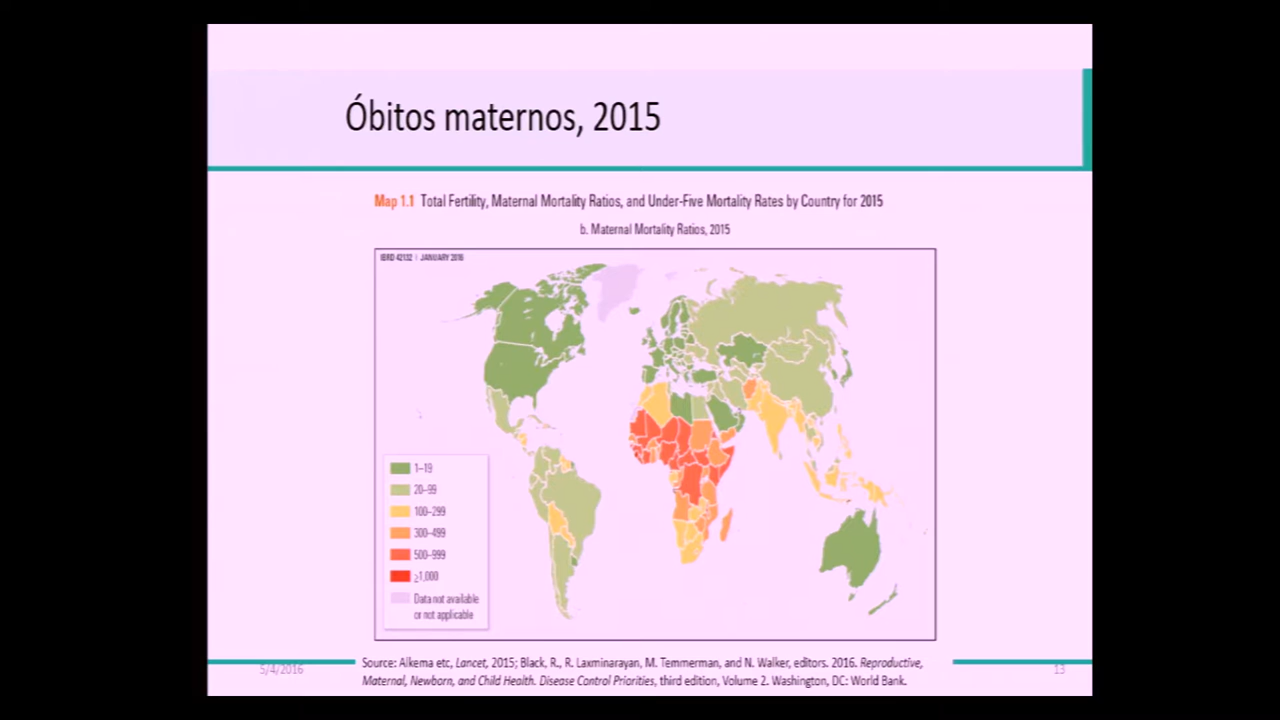 Óbitos maternos, 2015
Map 1.1 Total Fertility, Maternal Mortality Ratios, and Under-Five Mortality Rates by Country for 2015
b. Maternal Mortality Ratios, 2015
IBRD 42132 | JANUARY 2016
1–19
20–99
100–299
300–499
500–999
≥1,000
Data not available
or not applicable
5/4/2016
Source: Alkema etc, Lancet, 2015; Black, R., R. Laxminarayan, M. Temmerman, and N. Walker, editors. 2016. Reproductive,
Maternal, Newborn, and Child Health. Disease Control Priorities, third edition, Volume 2. Washington, DC: World Bank.
13